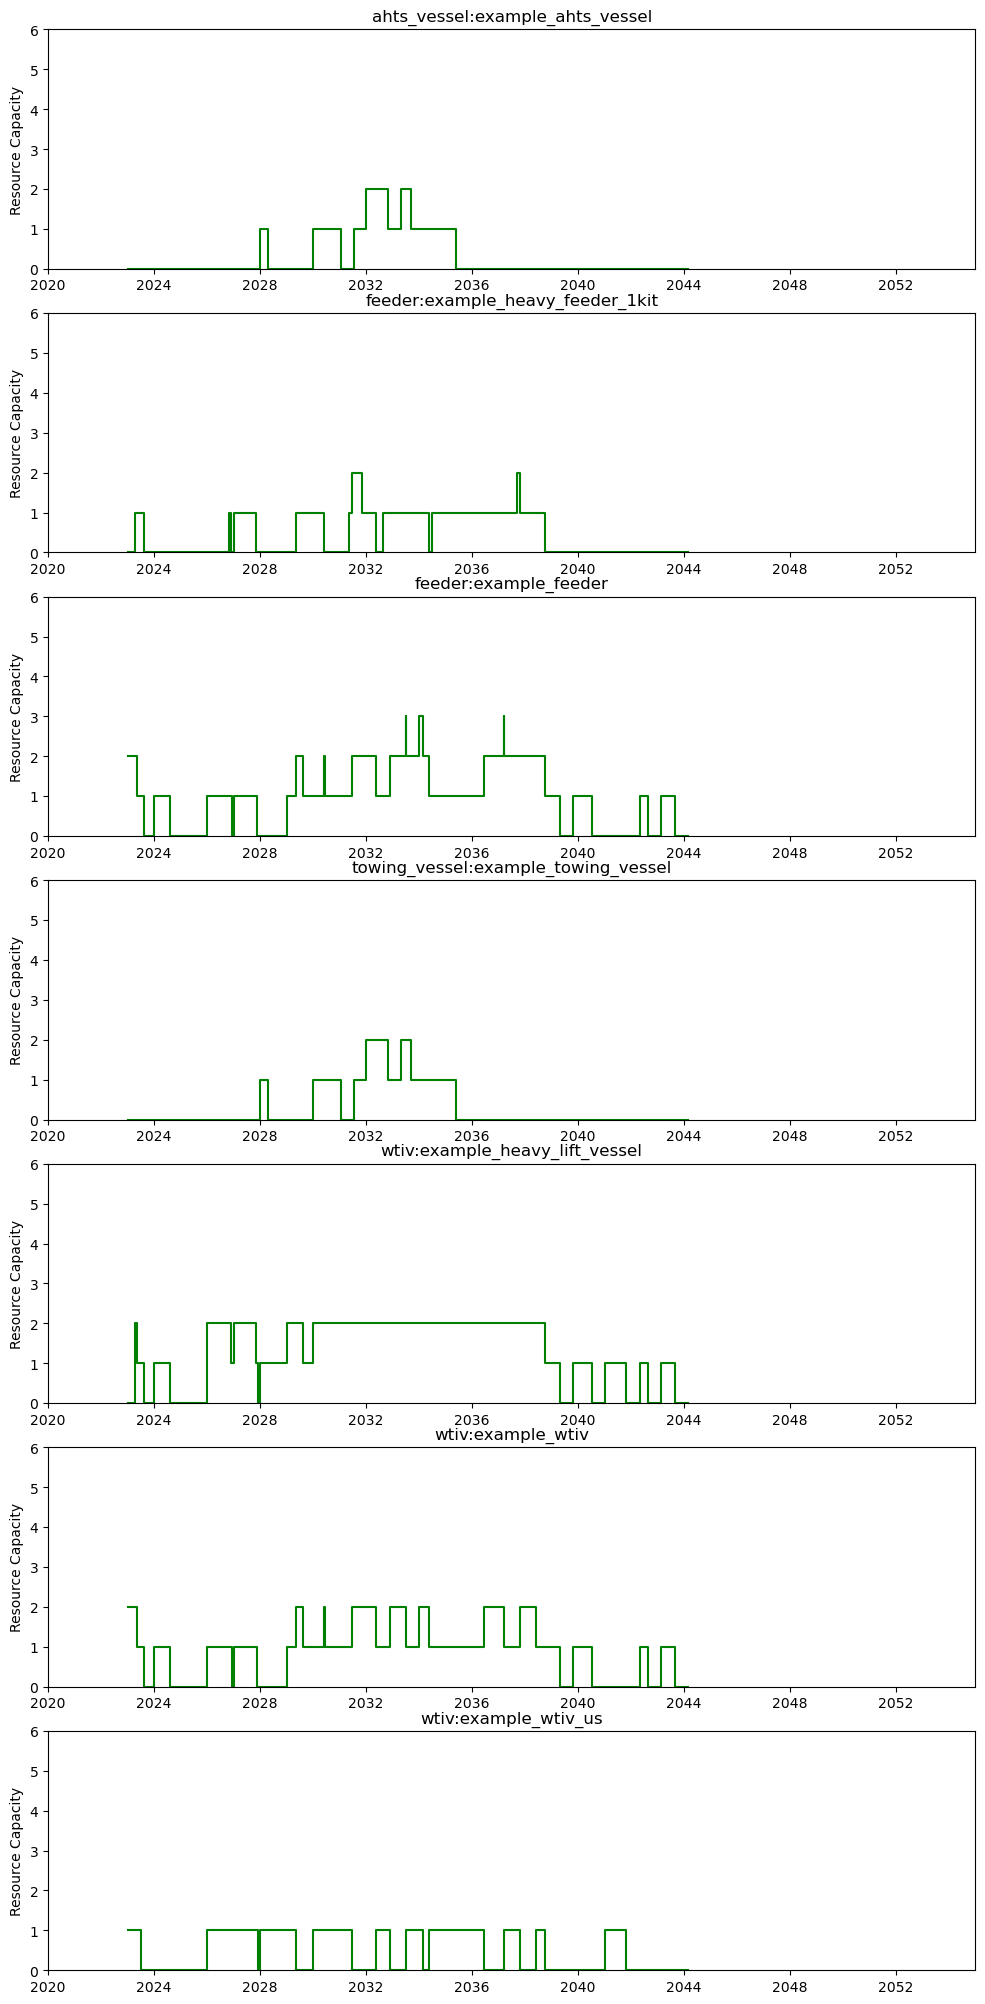 ahts_vessel:example_ahts_vessel
6
5
4
3
2
1
0
Resource Capacity
2020 2024 2028 2032 2036 2040 2044 2048 2052
feeder:example_heavy_feeder_1kit
6
5
4
3
2
1
0
Resource Capacity
2020 2024 2028 2032 2036 2040 2044 2048 2052
feeder:example_feeder
6
5
4
3
2
1
0
Resource Capacity
2020 2024 2028 2032 2036 2040 2044 2048 2052
towing_vessel:example_towing_vessel
6
5
4
3
2
1
0
Resource Capacity
2020 2024 2028 2032 2036 2040 2044 2048 2052
wtiv:example_heavy_lift_vessel
6
5
4
3
2
1
0
Resource Capacity
2020 2024 2028 2032 2036 2040 2044 2048 2052
wtiv:example_wtiv
6
5
4
3
2
1
0
Resource Capacity
2020 2024 2028 2032 2036 2040 2044 2048 2052
wtiv:example_wtiv_us
6
5
4
3
2
1
0
Resource Capacity
2020 2024 2028 2032 2036 2040 2044 2048 2052